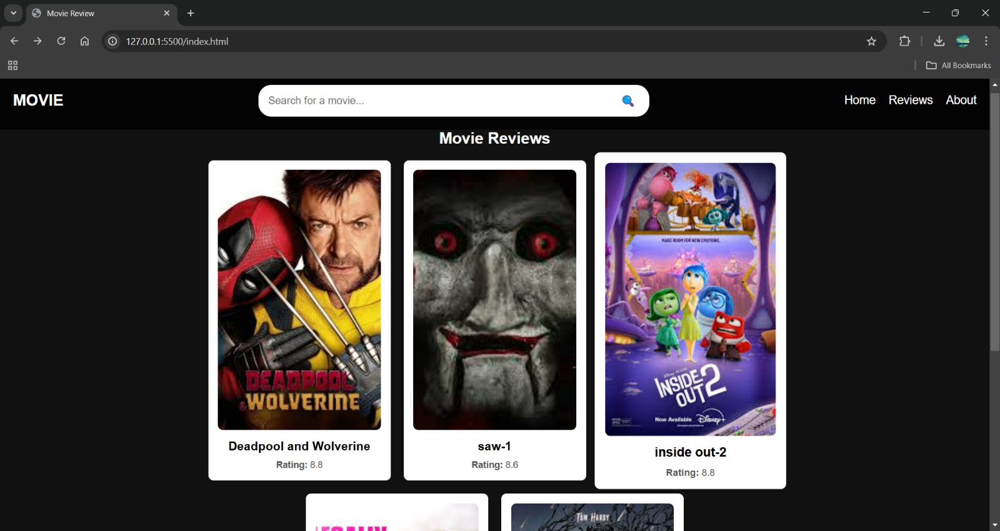 Movie Review
127.0.0.1:5500/index.html
All Bookmarks
MOVIE
Search for a movie...
Home Reviews About
Movie Reviews
DEADPOOL
& WOLVERINE
Deadpool and Wolverine
Rating: 8.8
saw-1
Rating: 8.6
MAKE ROOM FOR NEW EMOTIONS.
Disney PIXAR
INSIDE
OUT 2
Now Available Disney+
inside out-2
Rating: 8.8
TOM HARDY